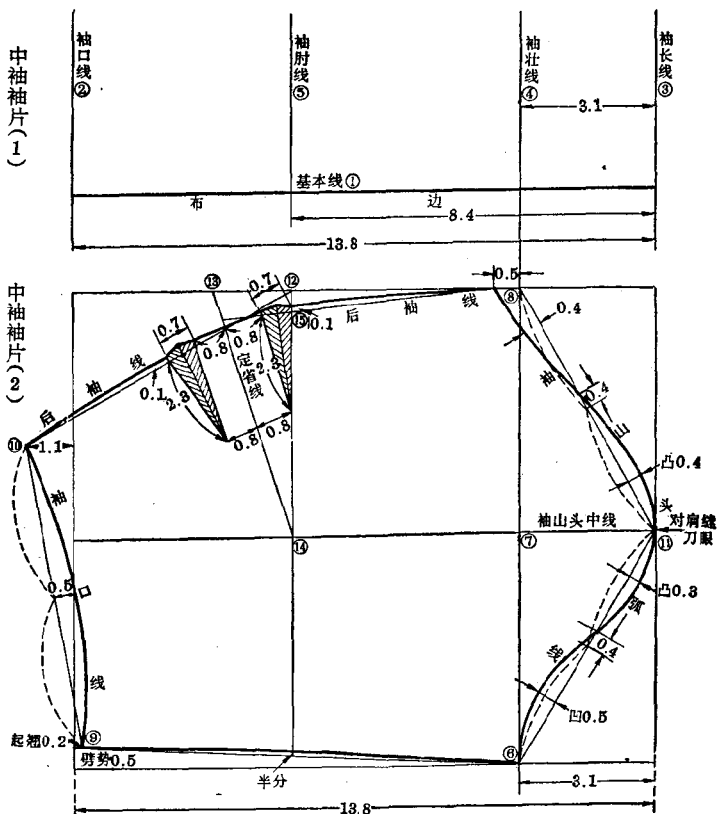 中袖袖片(1)
袖口线②
袖肘线⑤
袖壮线④
袖长线③
3.1
基本线①
布 边
8.4
13.8
中袖袖片(2)
⑬ ⑫
0.7
0.5
⑧
0.7
⑮
0.1
后 袖 线
0.4
0.8
0.8
后 袖 线
定省线
2.3
0.1
2.3
袖 山 头 弧 线
0.4
⑩
1.1
0.8
0.8
凸0.4
袖山头中线
对肩缝
刀眼
⑭
⑦
⑪
袖 口 线
0.5
凸0.3
0.4
凹0.5
起翘0.2
⑨
劈势0.5
半分
⑥
3.1
13.8